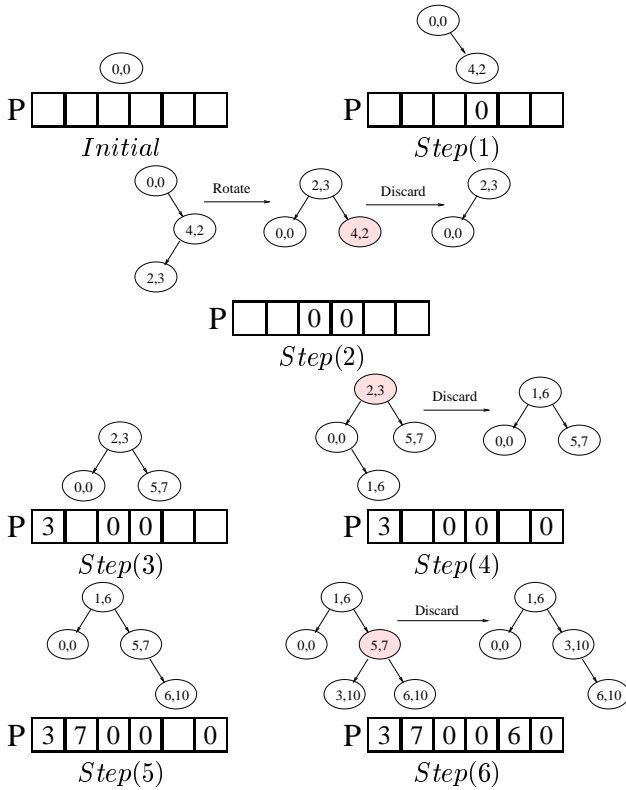 0,0
0,0
4,2
P
P 0
Initial
Step(1)
0,0 Rotate 2,3 Discard 2,3
4,2 0,0 4,2 0,0
2,3
P 0 0
Step(2)
2,3 Discard 1,6
2,3 0,0 5,7 0,0 5,7
0,0 5,7 1,6
P 3 0 0
P 3 0 0 0
Step(3)
Step(4)
1,6 1,6 Discard 1,6
0,0 5,7 0,0 5,7 0,0 3,10
6,10 3,10 6,10 6,10
P 3 7 0 0 0
P 3 7 0 0 6 0
Step(5)
Step(6)